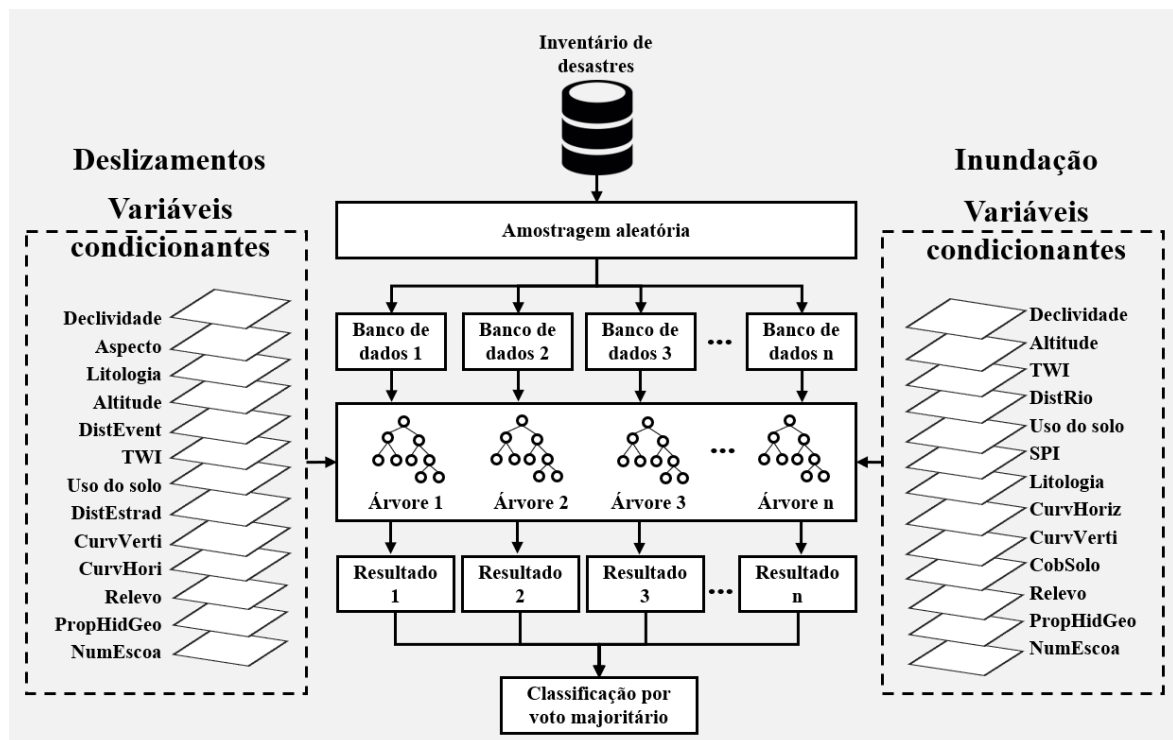 Inventário de
desastres
Deslizamentos
Variáveis
condicionantes
Declividade
Aspecto
Litologia
Altitude
DistEvent
TWI
Uso do solo
DistEstrad
CurvVerti
CurvHori
Relevo
PropHidGeo
NumEscoa
Amostragem aleatória
Banco de
dados 1
Banco de
dados 2
Banco de
dados 3
...
Banco de
dados n
Árvore 1
Árvore 2
Árvore 3
...
Árvore n
Resultado
1
Resultado
2
Resultado
3
...
Resultado
n
Classificação por
voto majoritário
Inundação
Variáveis
condicionantes
Declividade
Altitude
TWI
DistRio
Uso do solo
SPI
Litologia
CurvHoriz
CurvVerti
CobSolo
Relevo
PropHidGeo
NumEscoa